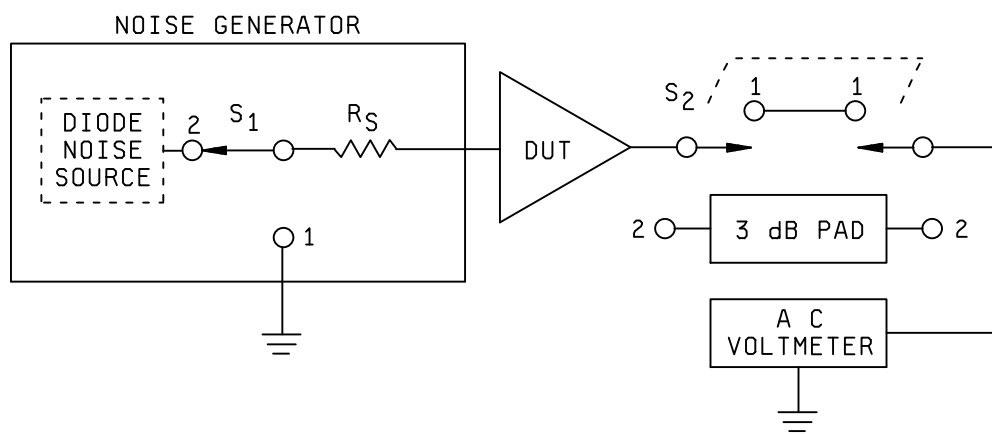 NOISE GENERATOR
DIODE
NOISE
SOURCE
2
S1
RS
1
DUT
S2
1
1
2
3 dB PAD
2
A C
VOLTMETER